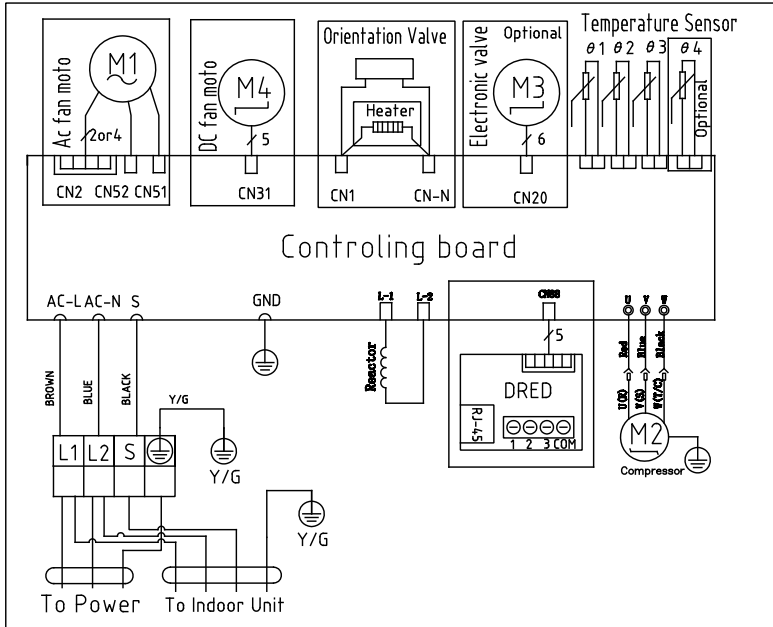 Temperature Sensor
Orientation Valve
Optional
θ1 θ2 θ3 θ4
Ac fan moto
M1
2or4
CN2 CN52 CN51
DC fan moto
M4
5
CN31
Heater
CN1 CN-N
Electronic valve
M3
6
CN20
Optional
Controling board
AC-L AC-N S
GND
L-1 L-2
U V W
BROWN
BLUE
BLACK
Y/G
Y/G
Reactor
5
DRED
RJ-45
1 2 3 COM
Red
Blue
Black
U(R)
V(S)
W(T/C)
M2
Compressor
L1 L2 S
Y/G
To Power
To Indoor Unit